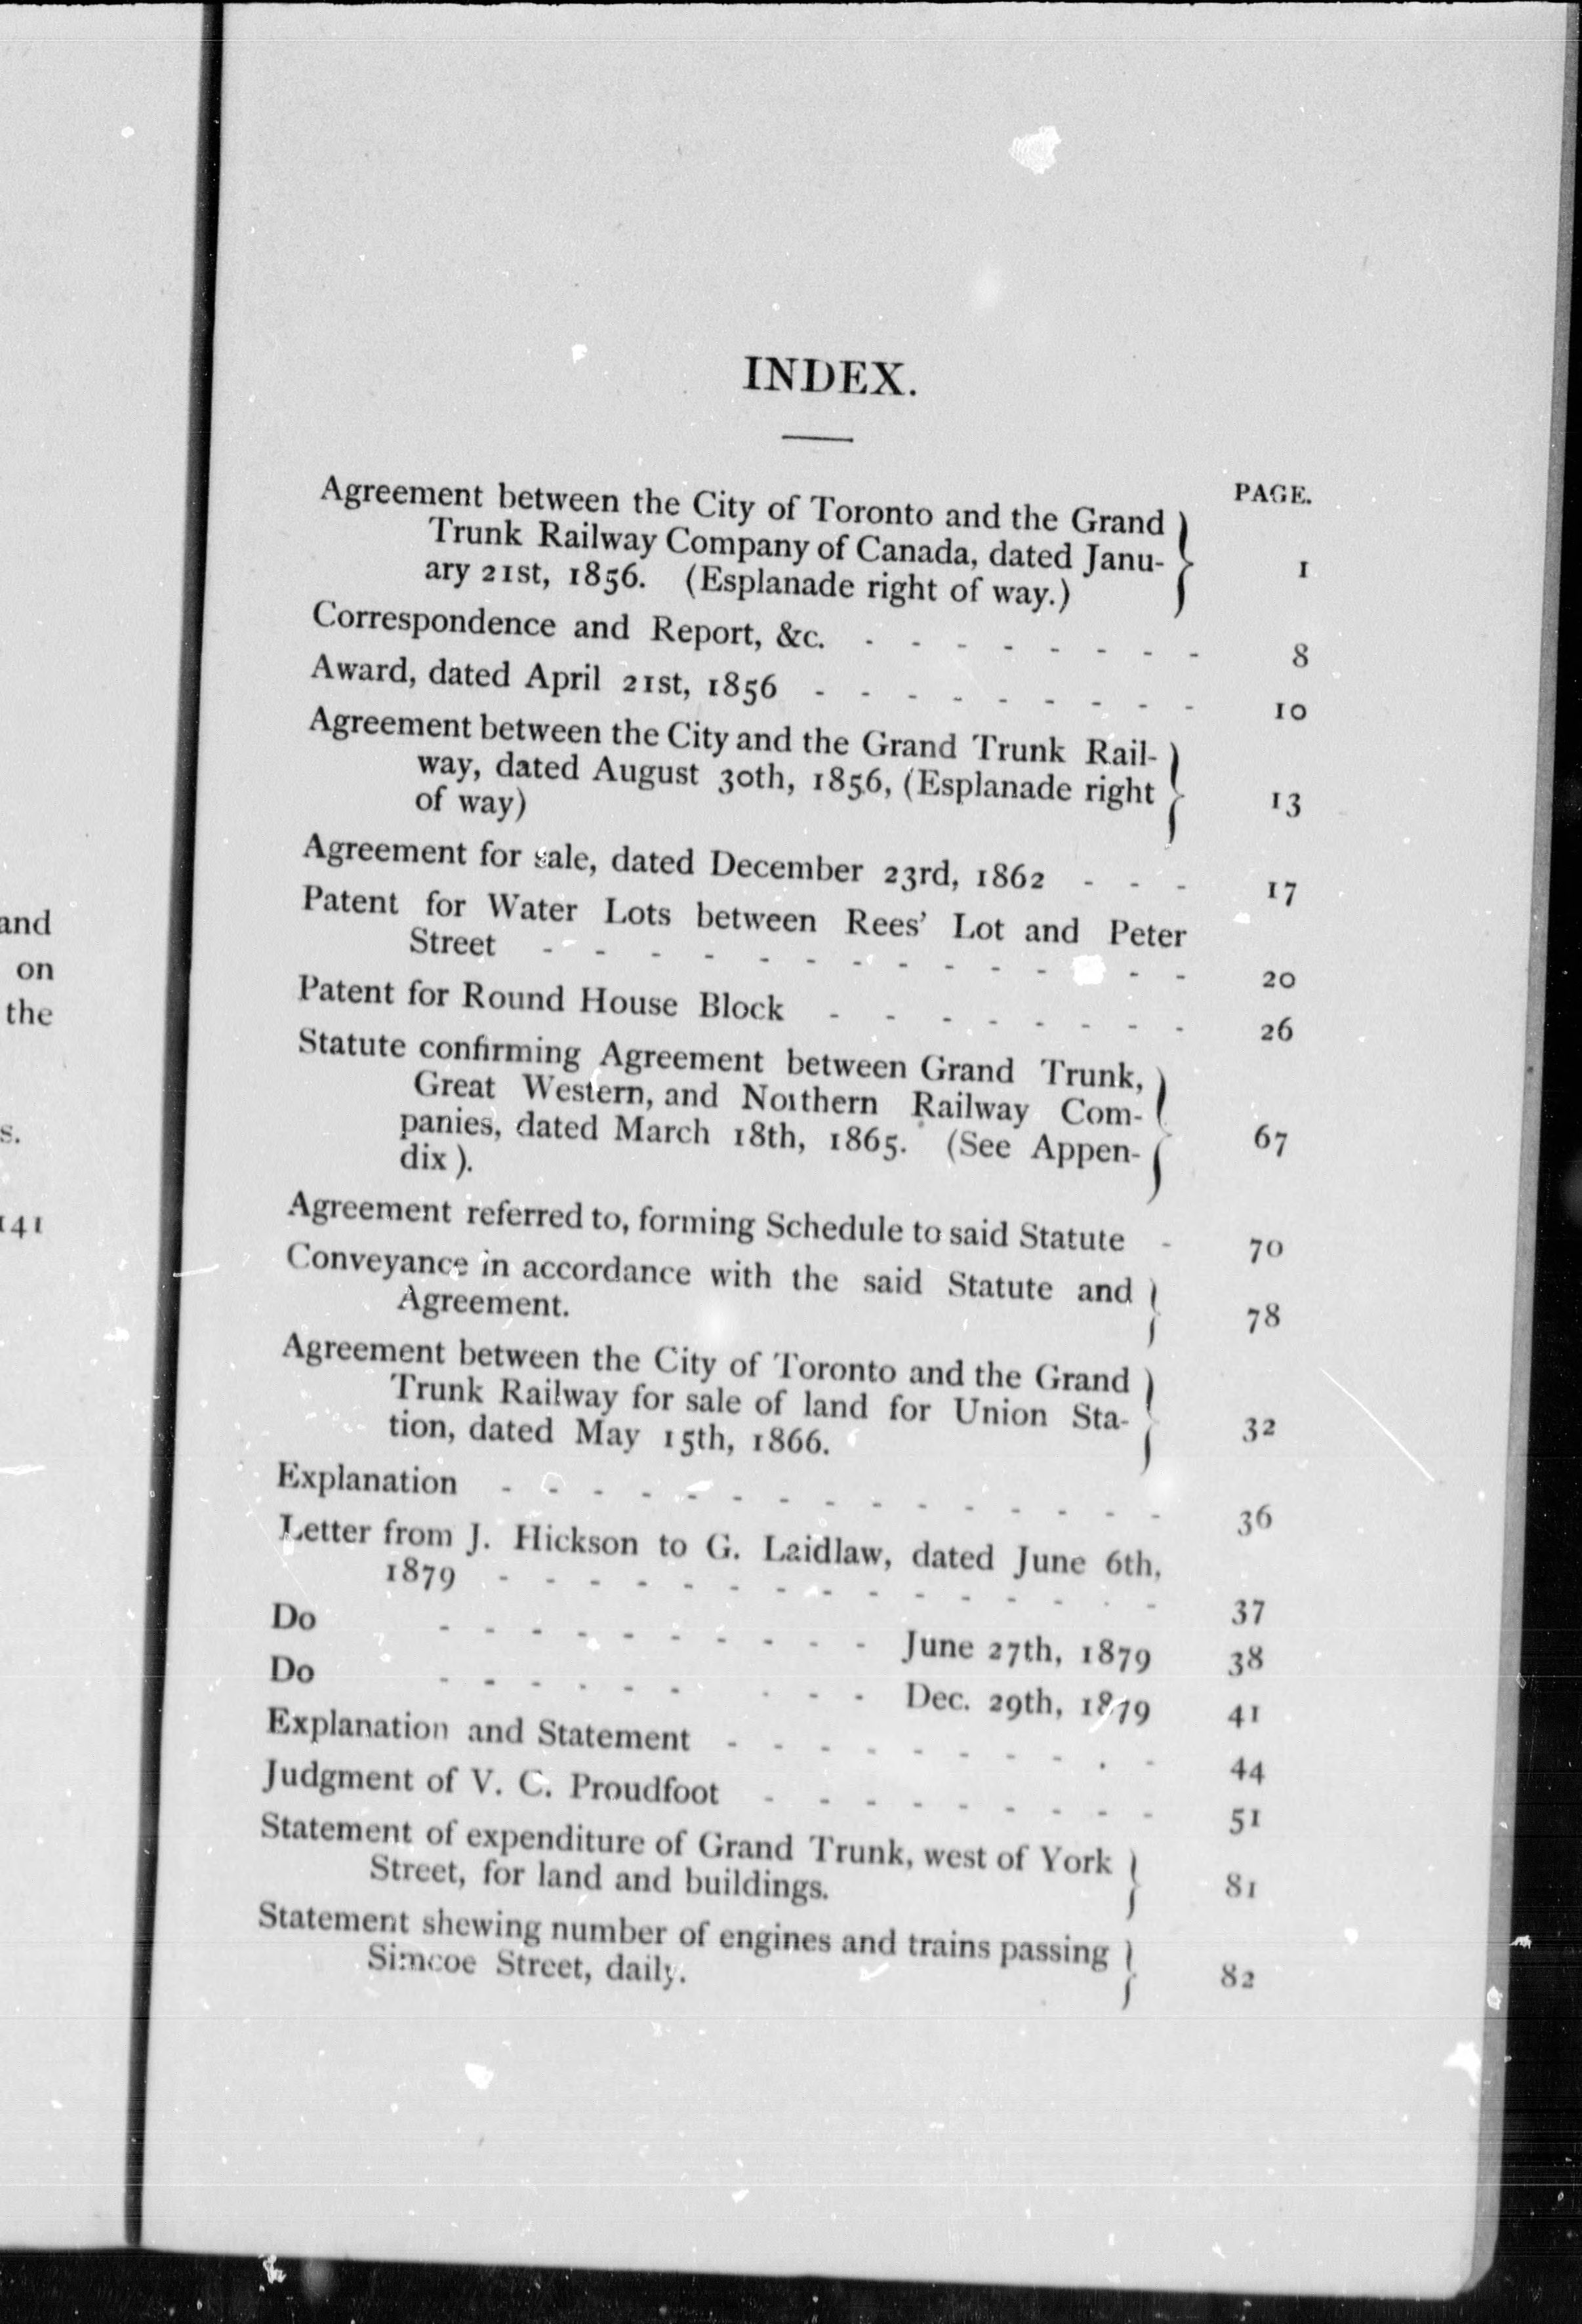 and
on
the
s.
141
INDEX.
PAGE.
Agreement between the City of Toronto and the Grand
Trunk Railway Company of Canada, dated Janu-
ary 21st, 1856. (Esplanade right of way.) 1
Correspondence and Report, &c. - - - - - - - - 8
Award, dated April 21st, 1856 - - - - - - - - - 10
Agreement between the City and the Grand Trunk Rail-
way, dated August 30th, 1856, (Esplanade right
of way) 13
Agreement for sale, dated December 23rd, 1862 - - - 17
Patent for Water Lots between Rees' Lot and Peter
Street - - - - - - - - - - - - - - 20
Patent for Round House Block - - - - - - - - 26
Statute confirming Agreement between Grand Trunk,
Great Western, and Northern Railway Com-
panies, dated March 18th, 1865. (See Appen-
dix). 67
Agreement referred to, forming Schedule to said Statute - 70
Conveyance in accordance with the said Statute and
Agreement. 78
Agreement between the City of Toronto and the Grand
Trunk Railway for sale of land for Union Sta-
tion, dated May 15th, 1866. 32
Explanation - - - - - - - - - - - - - - - 36
Letter from J. Hickson to G. Laidlaw, dated June 6th,
1879 - - - - - - - - - - - - - - - 37
Do - - - - - - - - - - June 27th, 1879 38
Do - - - - - - - - - Dec. 29th, 1879 41
Explanation and Statement - - - - - - - - - - 44
Judgment of V. C. Proudfoot - - - - - - - - - 51
Statement of expenditure of Grand Trunk, west of York
Street, for land and buildings. 81
Statement shewing number of engines and trains passing
Simcoe Street, daily. 82